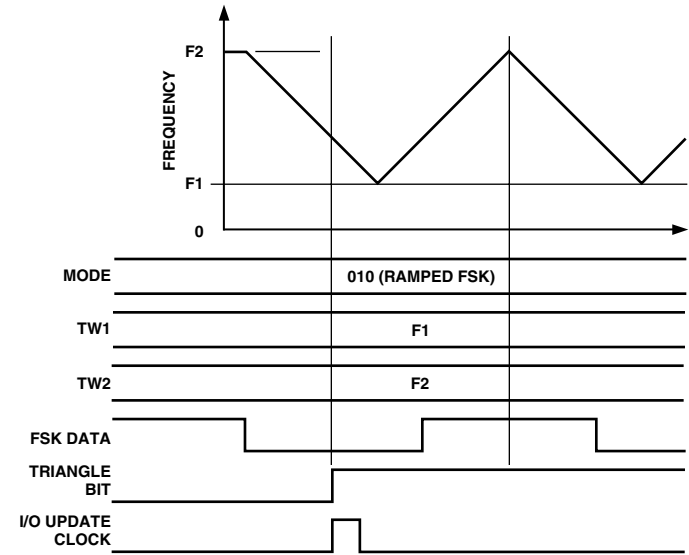 F2
FREQUENCY
F1
0
MODE
010 (RAMPED FSK)
TW1
F1
TW2
F2
FSK DATA
TRIANGLE
BIT
I/O UPDATE
CLOCK